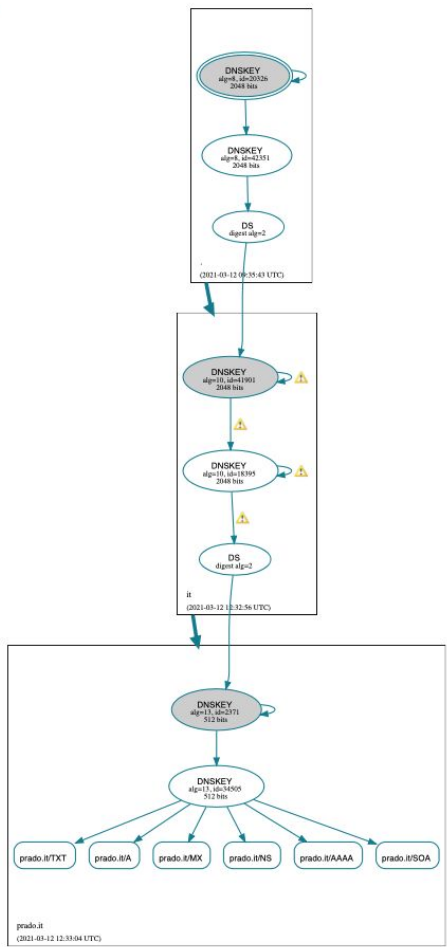 DNSKEY
alg=8, id=20326
2048 bits
DNSKEY
alg=8, id=42351
2048 bits
DS
digest alg=2
.
(2021-03-12 09:35:43 UTC)
DNSKEY
alg=10, id=41901
2048 bits
DNSKEY
alg=10, id=18395
2048 bits
DS
digest alg=2
it
(2021-03-12 12:32:56 UTC)
DNSKEY
alg=13, id=2371
512 bits
DNSKEY
alg=13, id=34505
512 bits
prado.it/TXT
prado.it/A
prado.it/MX
prado.it/NS
prado.it/AAAA
prado.it/SOA
prado.it
(2021-03-12 12:33:04 UTC)